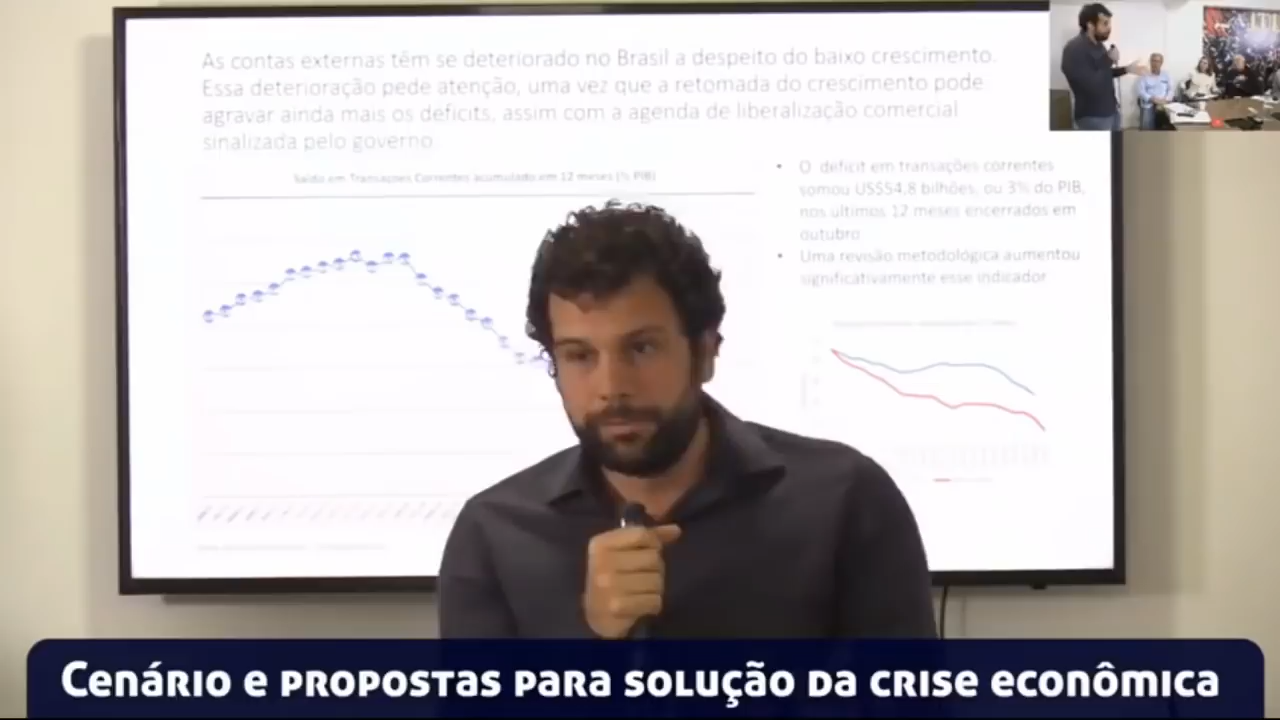 As contas externas têm se deteriorado no Brasil a despeito do baixo crescimento.
Essa deterioração pede atenção, uma vez que a retomada do crescimento pode
agravar ainda mais os deficits, assim com a agenda de liberalização comercial
sinalizada pelo governo.
Saldo em Transações Correntes acumulado em 12 meses (% PIB)
• O deficit em transações correntes
somou US$54,8 bilhões, ou 3% do PIB,
nos últimos 12 meses encerrados em
outubro
• Uma revisão metodológica aumentou
significativamente esse indicador
Cenário e propostas para solução da crise econômica